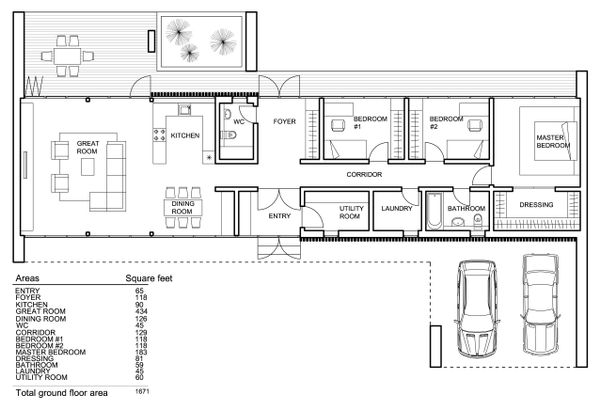 WC
FOYER
BEDROOM
#1
BEDROOM
#2
KITCHEN
MASTER
BEDROOM
GREAT
ROOM
CORRIDOR
DINING
ROOM
ENTRY
UTILITY
ROOM
LAUNDRY
BATHROOM
DRESSING
Areas Square feet
ENTRY 65
FOYER 118
KITCHEN 90
GREAT ROOM 434
DINING ROOM 126
WC 45
CORRIDOR 129
BEDROOM #1 118
BEDROOM #2 118
MASTER BEDROOM 183
DRESSING 81
BATHROOM 59
LAUNDRY 45
UTILITY ROOM 60
Total ground floor area 1671